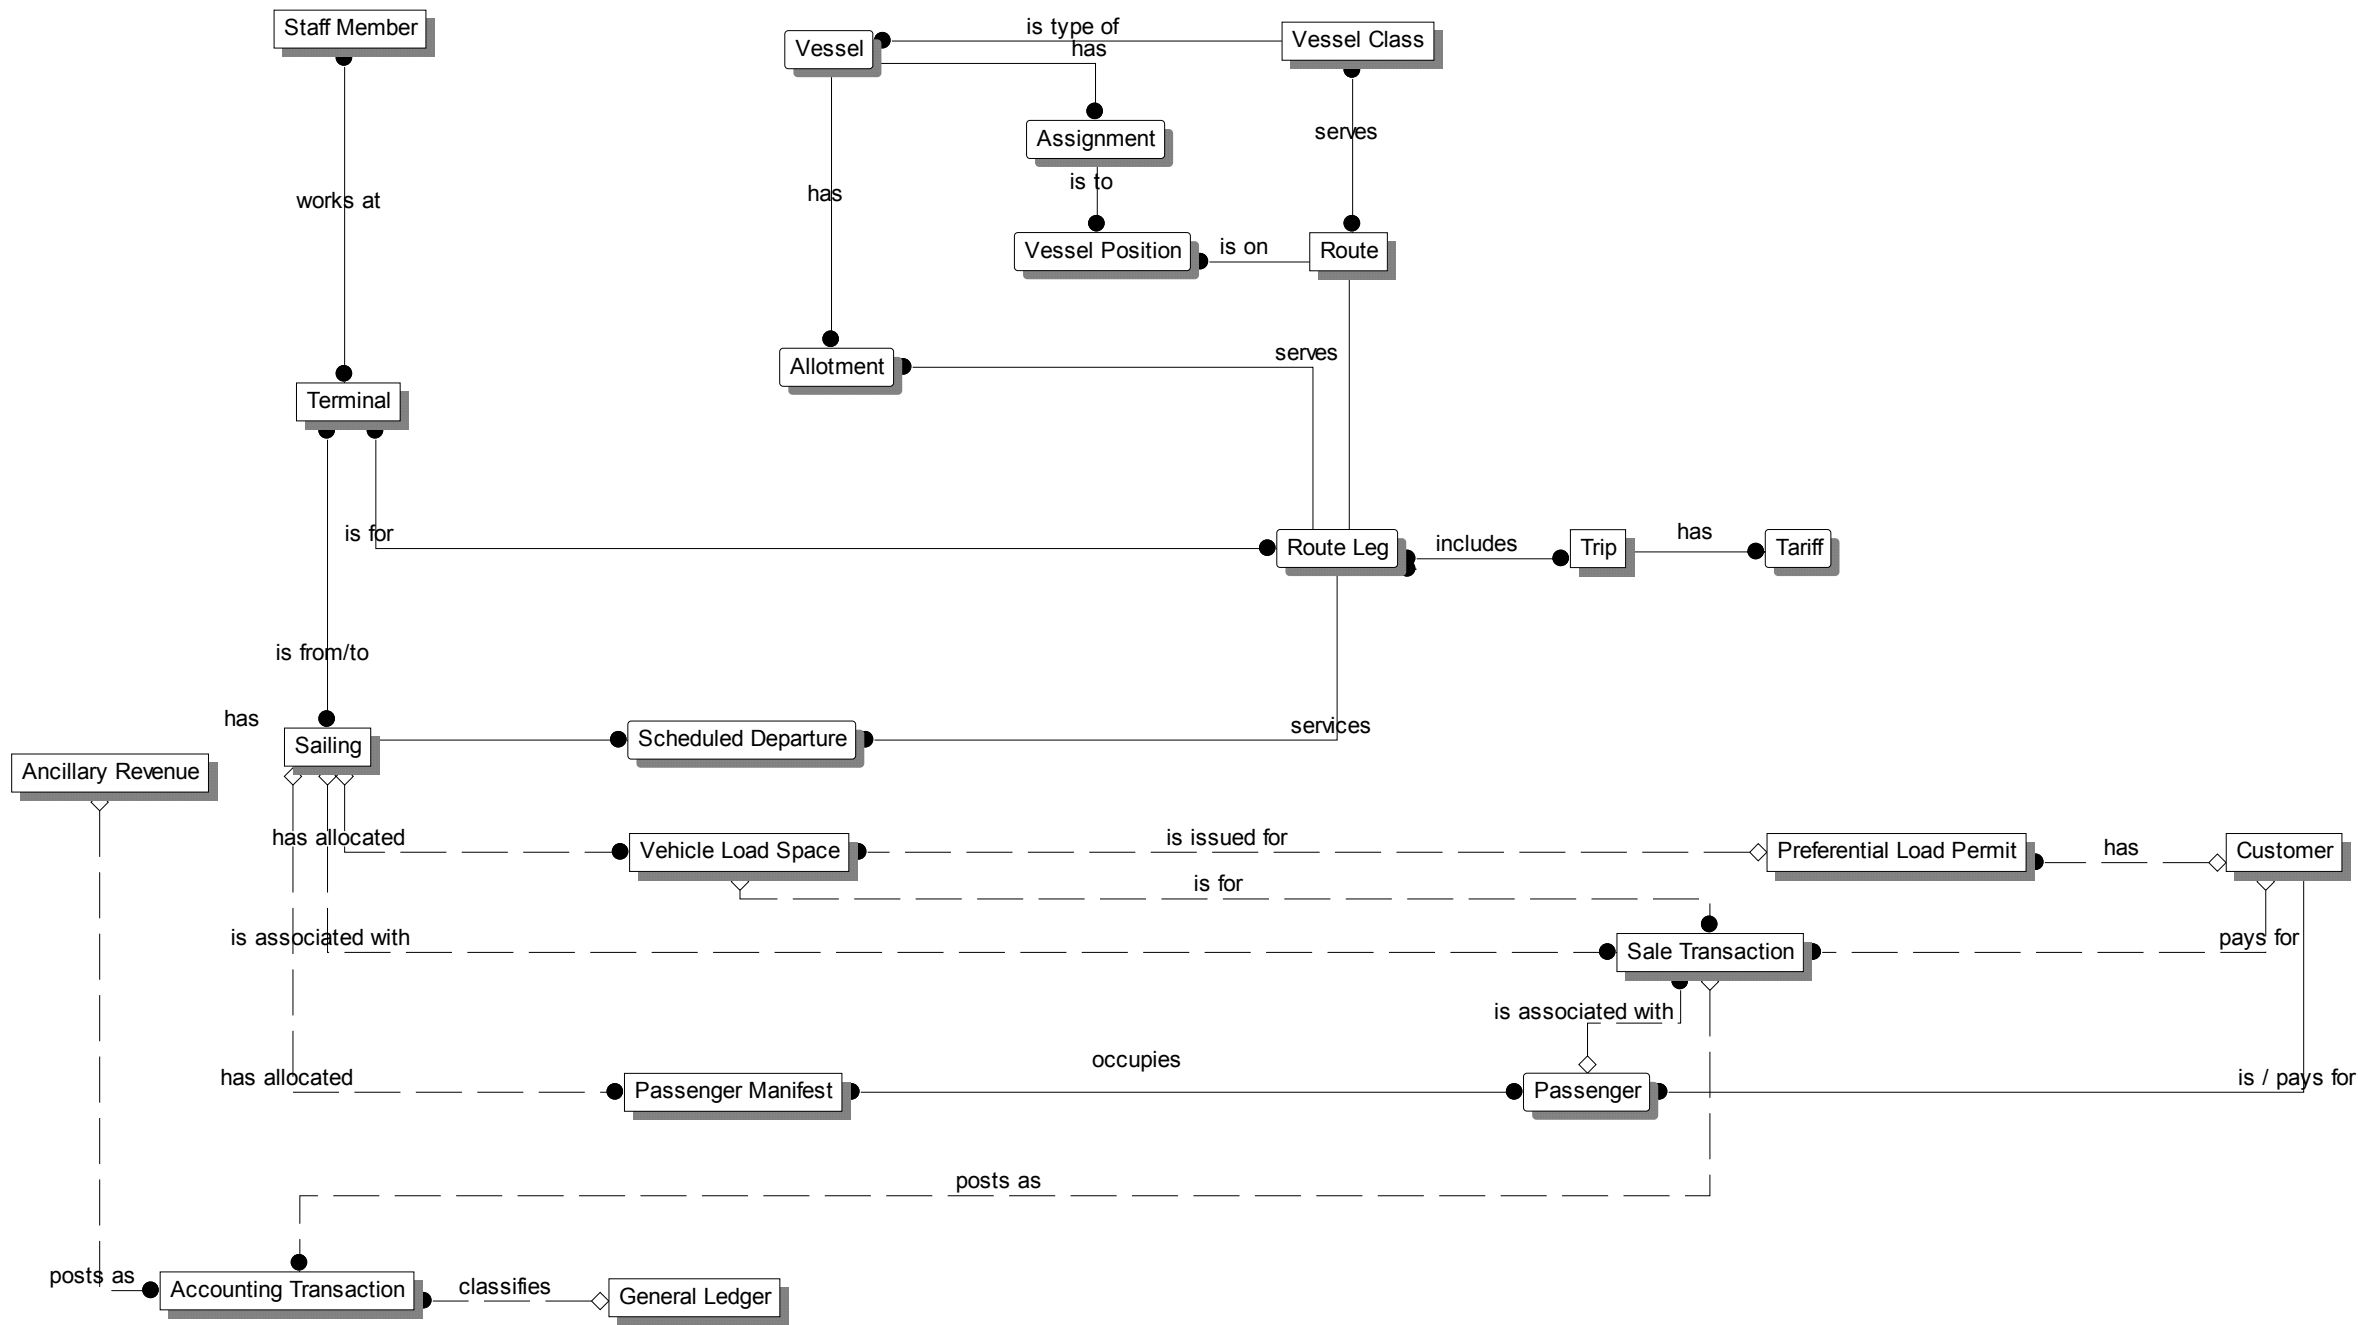 Staff Member
Vessel
is type of
has
Vessel Class
Assignment
serves
works at
has
is to
Vessel Position
is on
Route
Allotment
serves
Terminal
is for
Route Leg
includes
Trip
has
Tariff
is from/to
has
Sailing
Scheduled Departure
services
Ancillary Revenue
has allocated
Vehicle Load Space
is issued for
Preferential Load Permit
has
Customer
is for
is associated with
Sale Transaction
pays for
is associated with
has allocated
Passenger Manifest
occupies
Passenger
is / pays for
posts as
posts as
Accounting Transaction
classifies
General Ledger